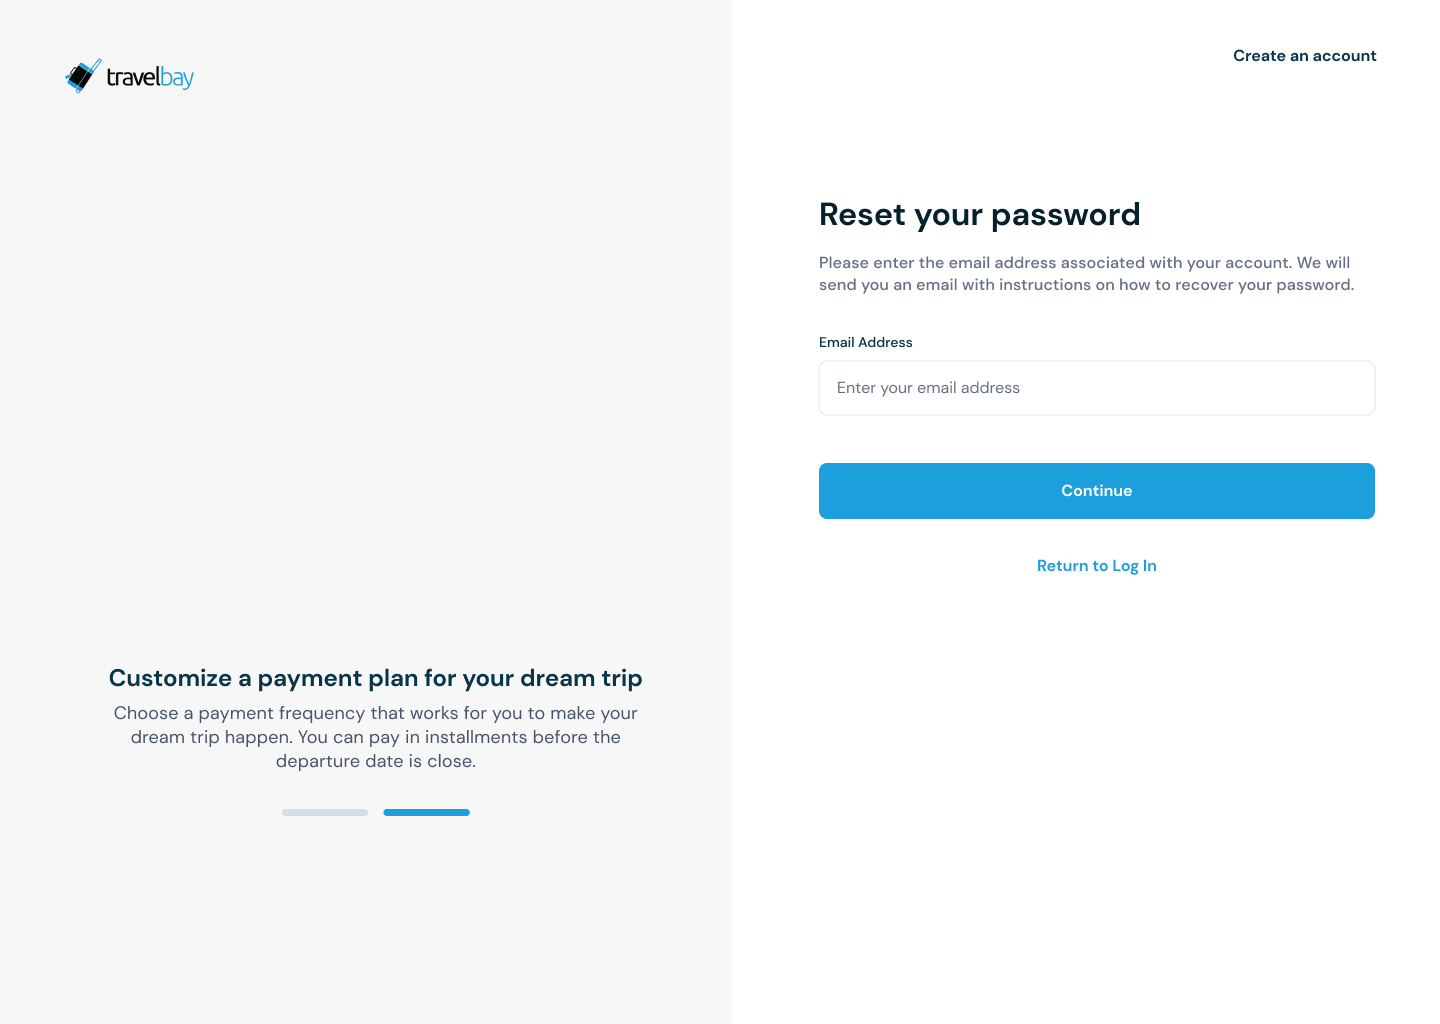 travelbay
Create an account
Reset your password
Please enter the email address associated with your account. We will
send you an email with instructions on how to recover your password.
Email Address
Enter your email address
Continue
Return to Log In
Customize a payment plan for your dream trip
Choose a payment frequency that works for you to make your
dream trip happen. You can pay in installments before the
departure date is close.